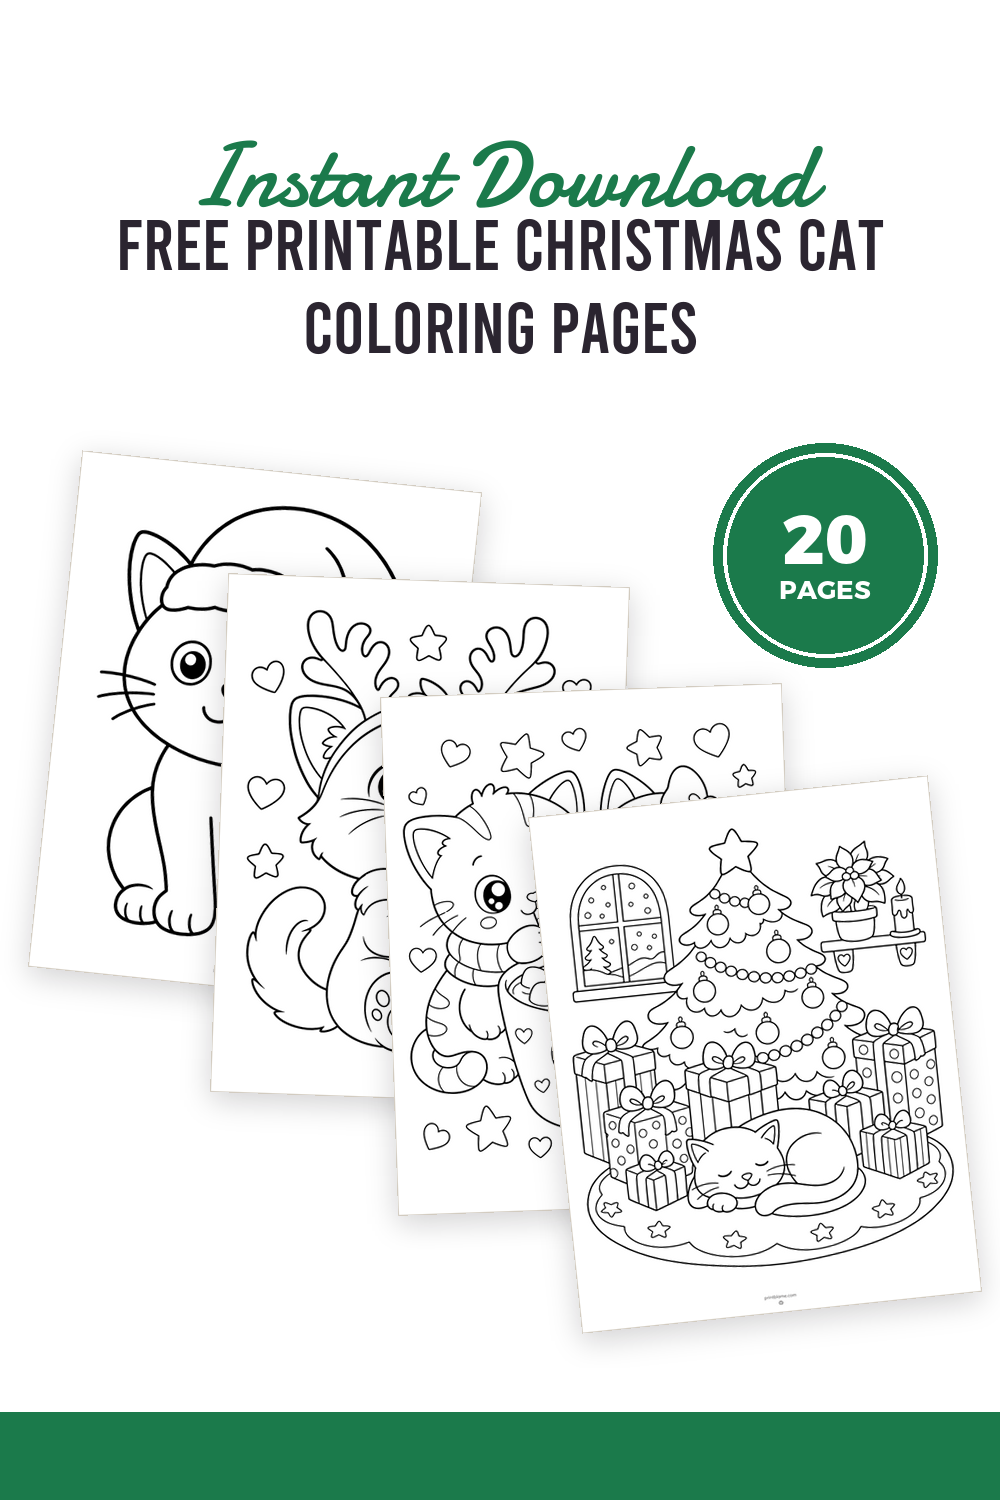 Instant Download
FREE PRINTABLE CHRISTMAS CAT
COLORING PAGES
20
PAGES